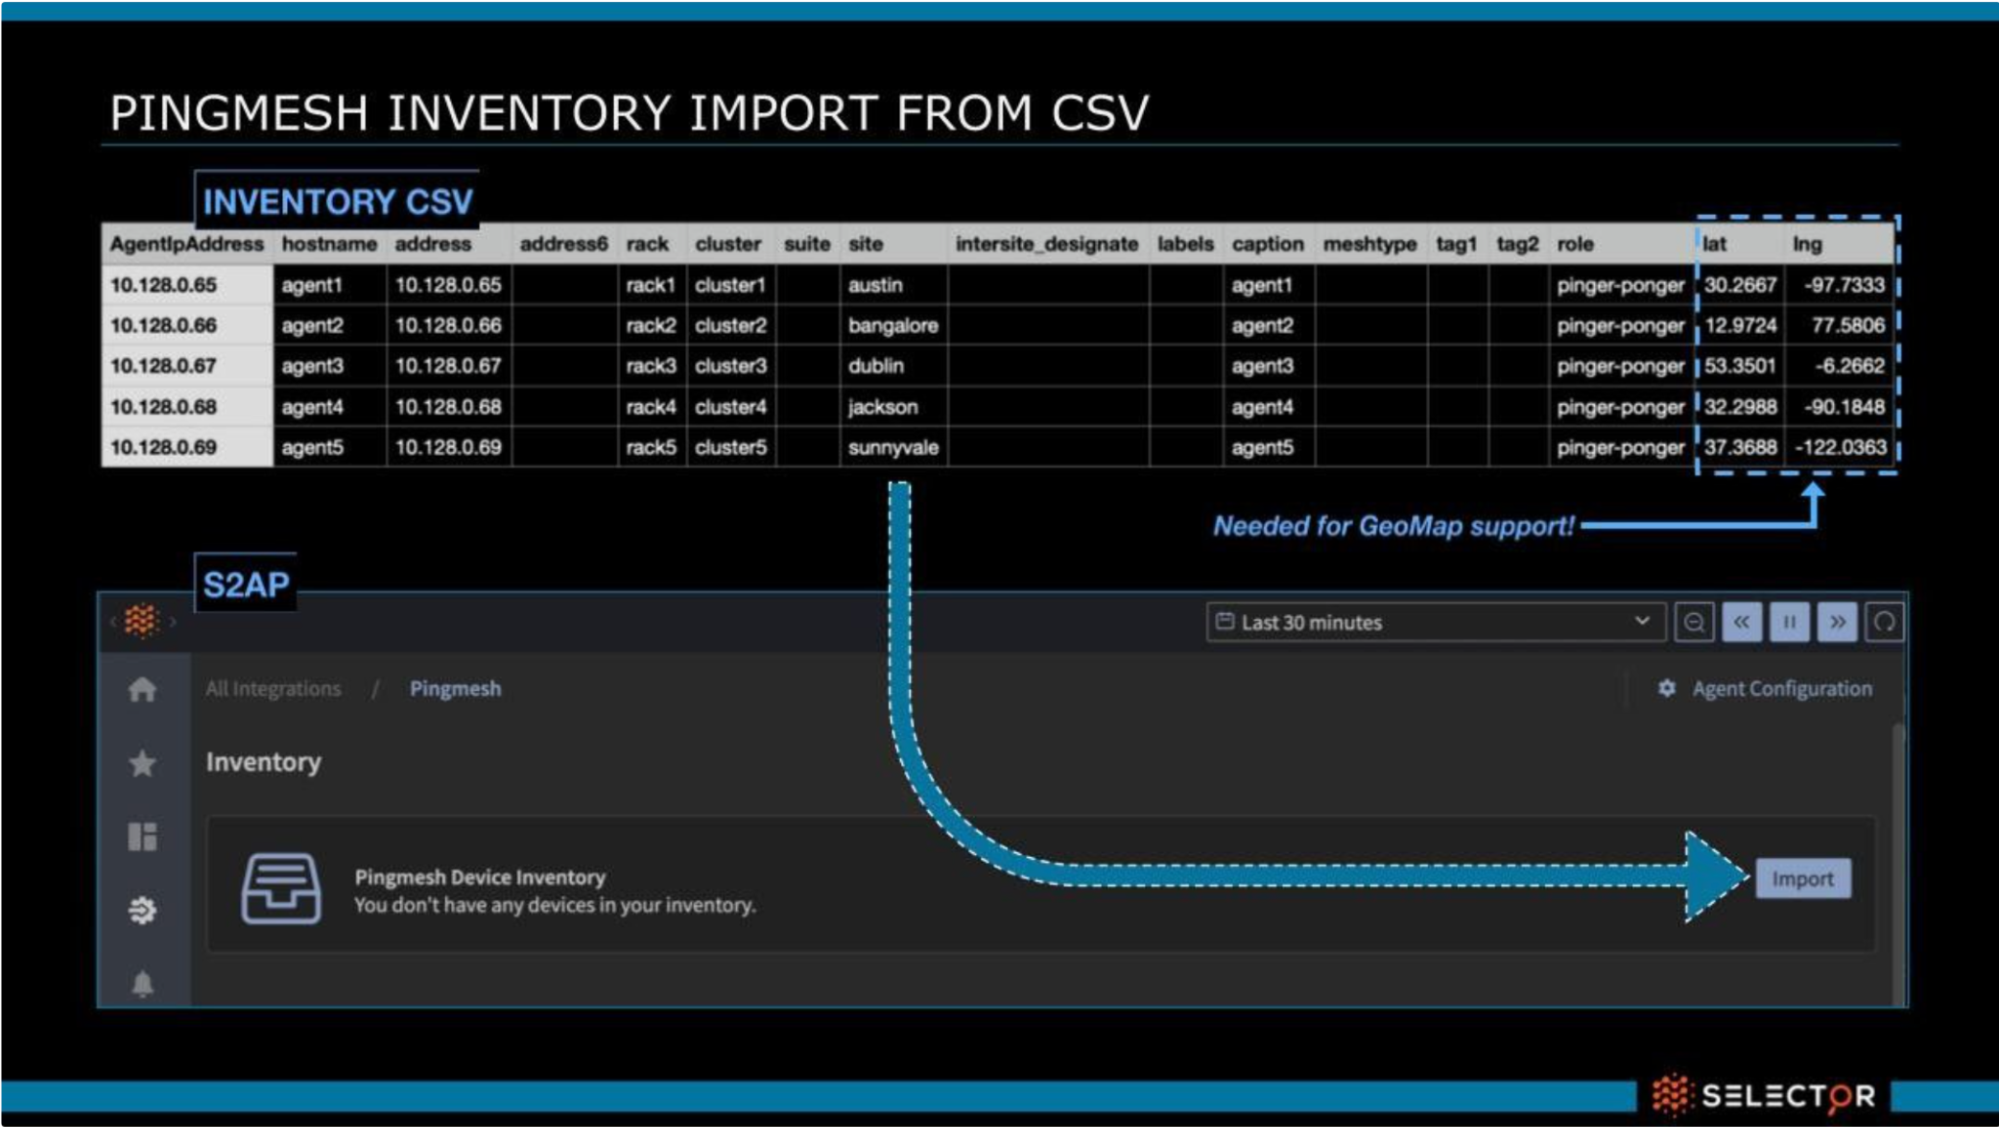 PINGMESH INVENTORY IMPORT FROM CSV
INVENTORY CSV
AgentIpAddress hostname address address6 rack cluster suite site intersite_designate labels caption meshtype tag1 tag2 role lat lng
10.128.0.65 agent1 10.128.0.65 rack1 cluster1 austin agent1 pinger-ponger 30.2667 -97.7333
10.128.0.66 agent2 10.128.0.66 rack2 cluster2 bangalore agent2 pinger-ponger 12.9724 77.5806
10.128.0.67 agent3 10.128.0.67 rack3 cluster3 dublin agent3 pinger-ponger 53.3501 -6.2662
10.128.0.68 agent4 10.128.0.68 rack4 cluster4 jackson agent4 pinger-ponger 32.2988 -90.1848
10.128.0.69 agent5 10.128.0.69 rack5 cluster5 sunnyvale agent5 pinger-ponger 37.3688 -122.0363
Needed for GeoMap support!
S2AP
Last 30 minutes
All Integrations / Pingmesh Agent Configuration
Inventory
Pingmesh Device Inventory
You don't have any devices in your inventory.
Import
SELECTOR